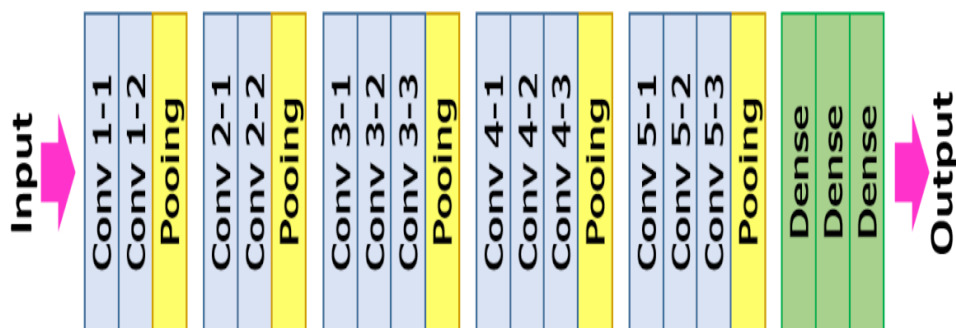 Input
Conv 1-1
Conv 1-2
Pooing
Conv 2-1
Conv 2-2
Pooing
Conv 3-1
Conv 3-2
Conv 3-3
Pooing
Conv 4-1
Conv 4-2
Conv 4-3
Pooing
Conv 5-1
Conv 5-2
Conv 5-3
Pooing
Dense
Dense
Dense
Output